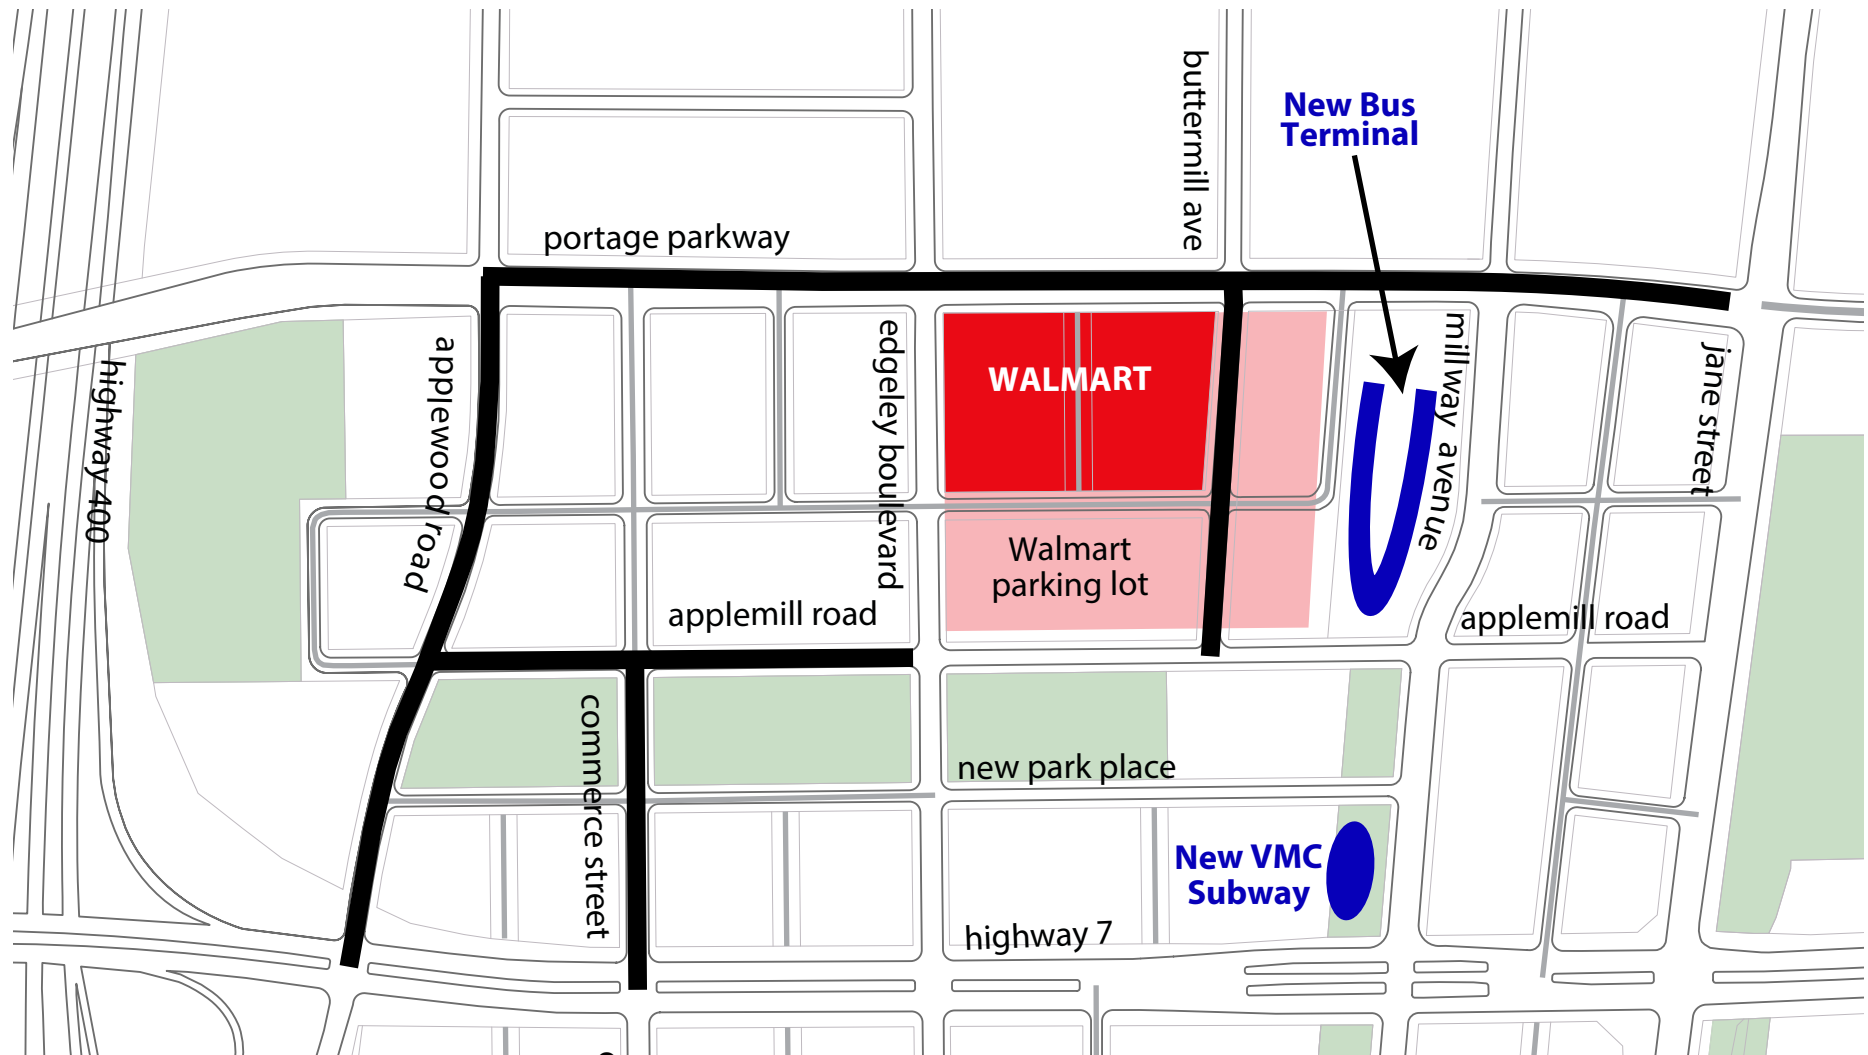 buttermill ave
New Bus
Terminal
portage parkway
highway 400
applewood road
edgeley boulevard
WALMART
millway avenue
jane street
Walmart
parking lot
applemill road
applemill road
commerce street
new park place
New VMC
Subway
highway 7